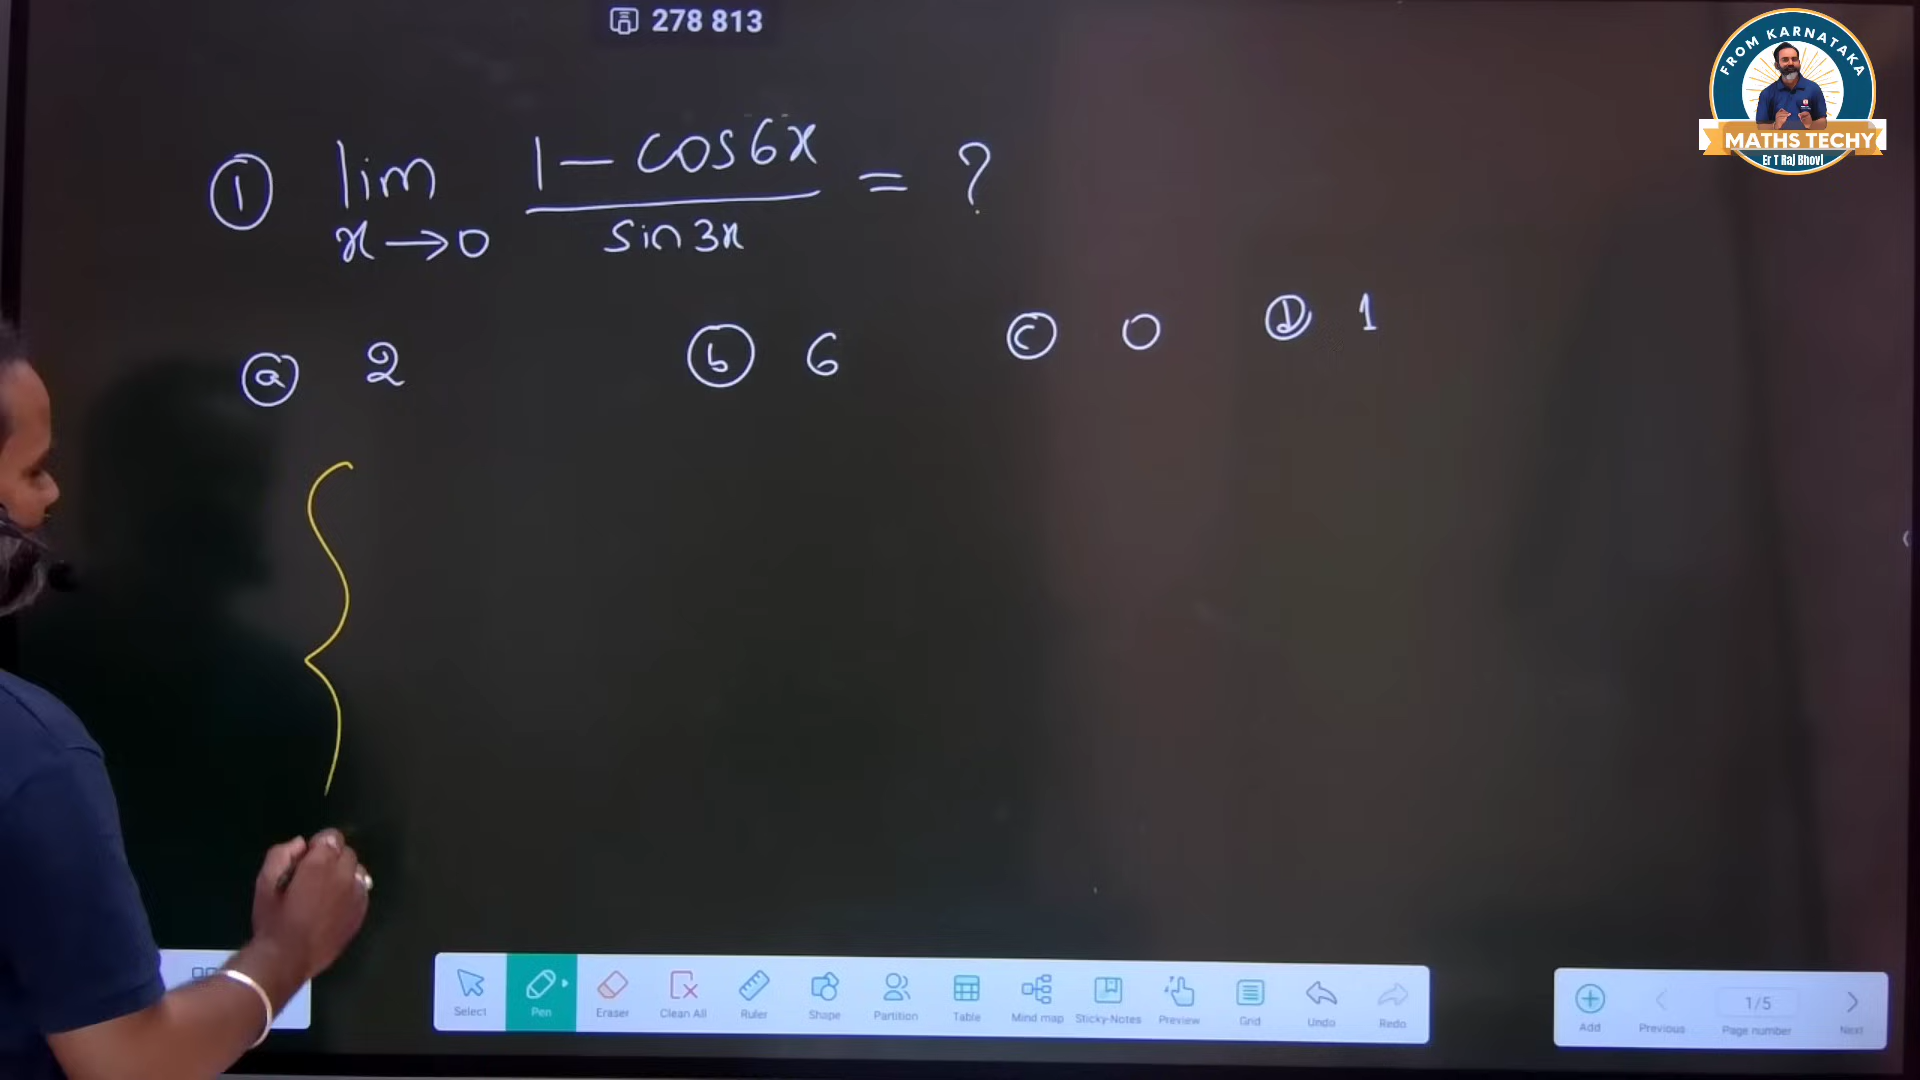 278 813
FROM KARNATAKA
MATHS TECHY
Er T Raj Bhovi
① lim x→0 (1 - cos6x)/(sin3x) = ?
ⓐ 2 ⓑ 6 ⓒ 0 Ⓓ 1
Select Pen Eraser Clean All Ruler Shape Partition Table Mind map Sticky-Notes Preview Grid Undo Redo
Add Previous 1/5 Page number Next